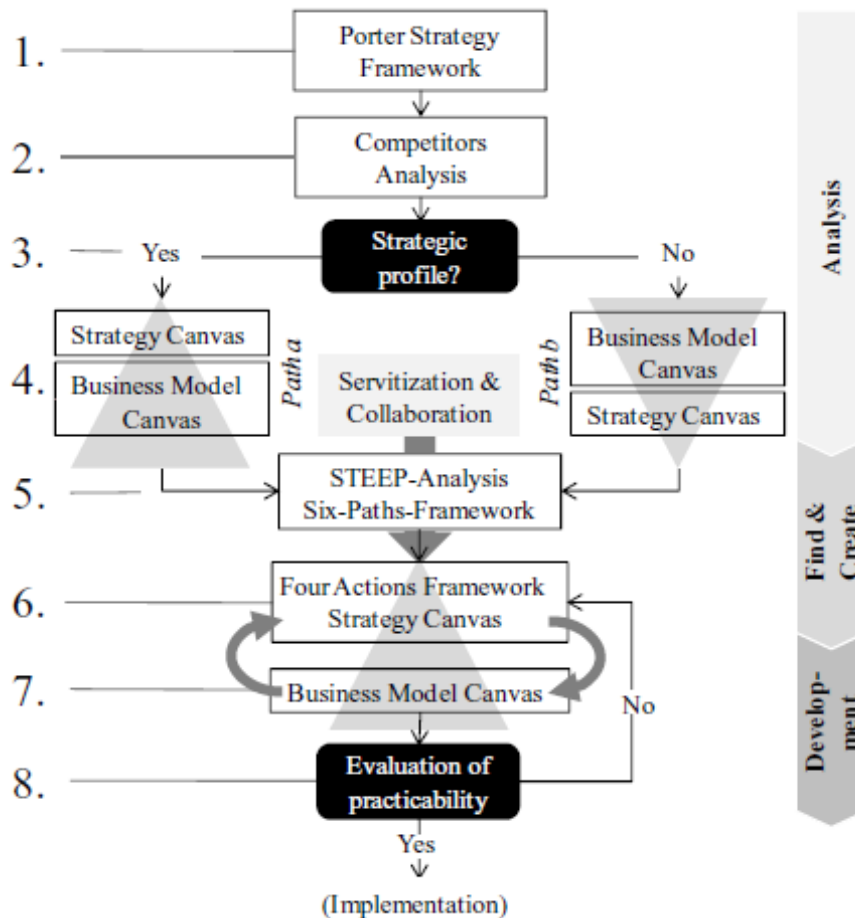 1.
Porter Strategy
Framework
2.
Competitors
Analysis
3.
Yes
Strategic
profile?
No
4.
Strategy Canvas
Business Model
Canvas
Path a
Servitization &
Collaboration
Path b
Business Model
Canvas
Strategy Canvas
5.
STEEP-Analysis
Six-Paths-Framework
6.
Four Actions Framework
Strategy Canvas
7.
Business Model Canvas
No
8.
Evaluation of
practicability
Yes
(Implementation)
Analysis
Find &
Create
Develop-
ment